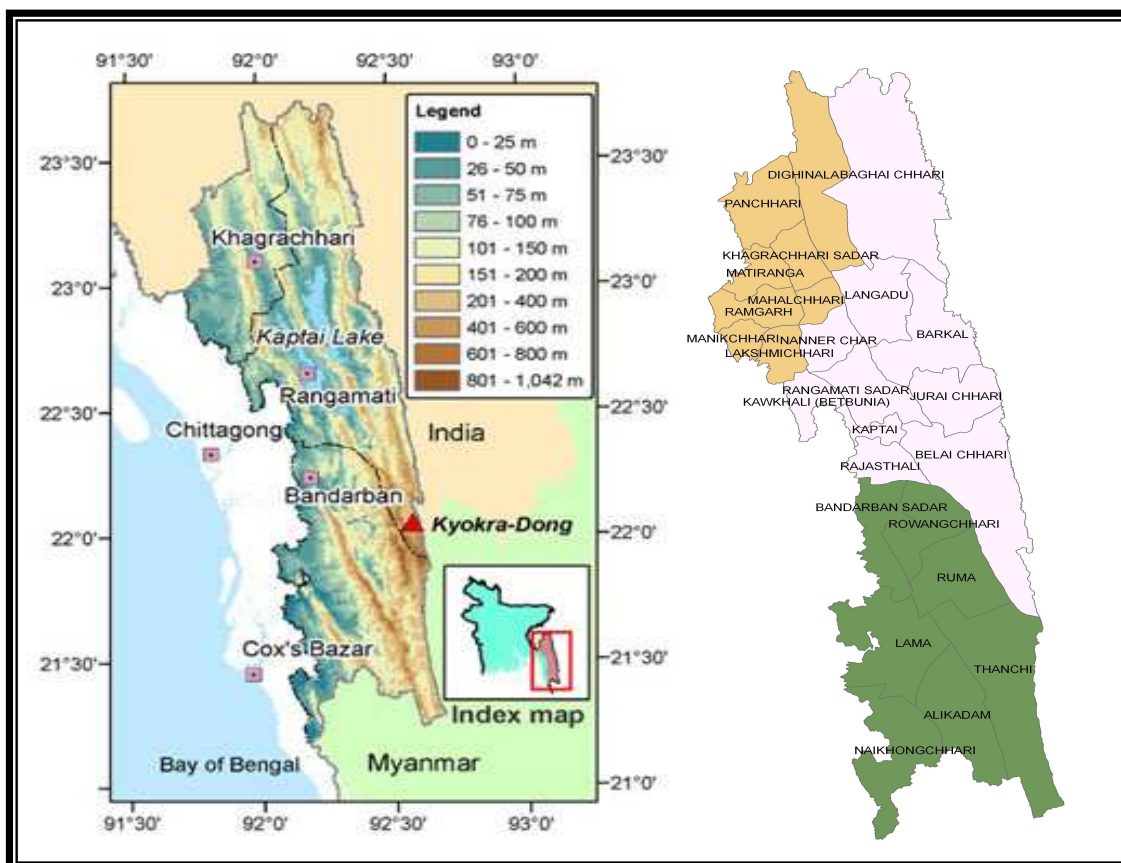 91°30'
92°0'
92°30'
93°0'
Legend
0 - 25 m
26 - 50 m
51 - 75 m
76 - 100 m
101 - 150 m
151 - 200 m
201 - 400 m
401 - 600 m
601 - 800 m
801 - 1,042 m
23°30'
23°30'
Khagrachhari
23°0'
23°0'
Kaptai Lake
Rangamati
22°30'
22°30'
Chittagong
India
Bandarban
Kyokra-Dong
22°0'
22°0'
Cox's Bazar
21°30'
21°30'
Index map
Bay of Bengal
Myanmar
21°0'
91°30'
92°0'
92°30'
93°0'
DIGHINALA
BAGHAI CHHARI
PANCHHARI
KHAGRACHHARI SADAR
MATIRANGA
MAHALCHHARI
LANGADU
RAMGARH
MANIKCHHARI
NANNER CHAR
BARKAL
LAKSHMICHHARI
RANGAMATI SADAR
KAWKHALI (BETBUNIA)
JURAI CHHARI
KAPTAI
BELAI CHHARI
RAJASTHALI
BANDARBAN SADAR
ROWANGCHHARI
RUMA
LAMA
THANCHI
ALIKADAM
NAIKHONGCHHARI